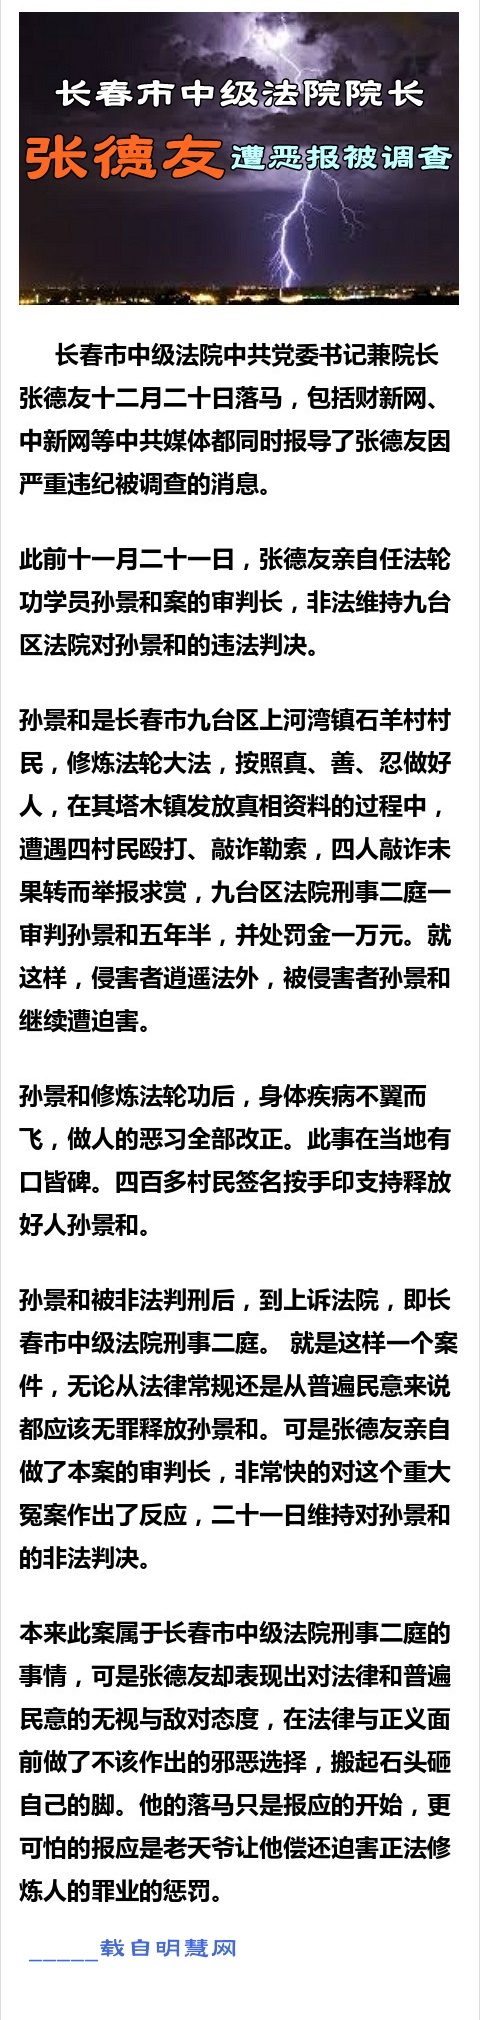 长春市中级法院院长
张德友遭恶报被调查
长春市中级法院中共党委书记兼院长
张德友十二月二十日落马，包括财新网、
中新网等中共媒体都同时报导了张德友因
严重违纪被调查的消息。
此前十一月二十一日，张德友亲自任法轮
功学员孙景和案的审判长，非法维持九台
区法院对孙景和的违法判决。
孙景和是长春市九台区上河湾镇石羊村村
民，修炼法轮大法，按照真、善、忍做好
人，在其塔木镇发放真相资料的过程中，
遭遇四村民殴打、敲诈勒索，四人敲诈未
果转而举报求赏，九台区法院刑事二庭一
审判孙景和五年半，并处罚金一万元。就
这样，侵害者逍遥法外，被侵害者孙景和
继续遭迫害。
孙景和修炼法轮功后，身体疾病不翼而
飞，做人的恶习全部改正。此事在当地有
口皆碑。四百多村民签名按手印支持释放
好人孙景和。
孙景和被非法判刑后，到上诉法院，即长
春市中级法院刑事二庭。 就是这样一个案
件，无论从法律常规还是从普遍民意来说
都应该无罪释放孙景和。可是张德友亲自
做了本案的审判长，非常快的对这个重大
冤案作出了反应，二十一日维持对孙景和
的非法判决。
本来此案属于长春市中级法院刑事二庭的
事情，可是张德友却表现出对法律和普遍
民意的无视与敌对态度，在法律与正义面
前做了不该作出的邪恶选择，搬起石头砸
自己的脚。他的落马只是报应的开始，更
可怕的报应是老天爷让他偿还迫害正法修
炼人的罪业的惩罚。
_____载自明慧网